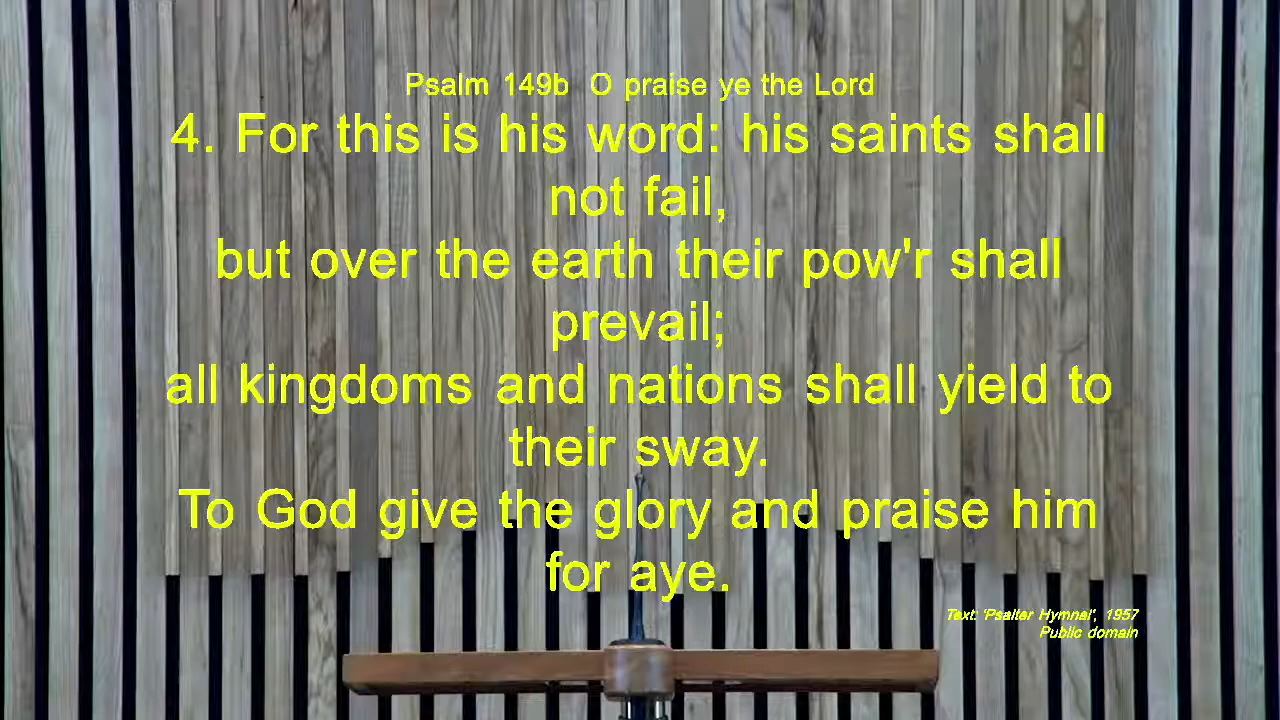 Psalm 149b O praise ye the Lord
4. For this is his word: his saints shall
not fail,
but over the earth their pow'r shall
prevail;
all kingdoms and nations shall yield to
their sway.
To God give the glory and praise him
for aye.
Text: 'Psalter Hymnal', 1957
Public domain